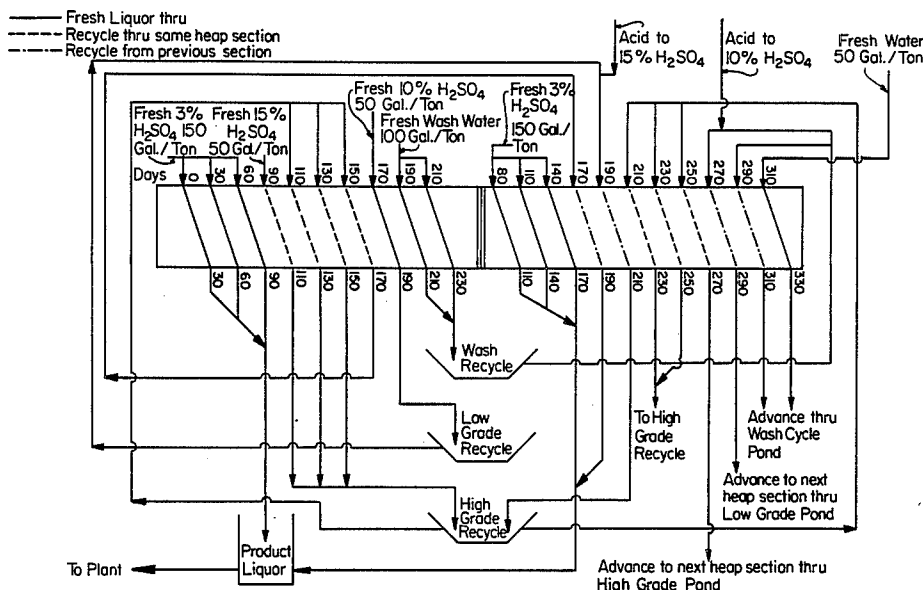 Fresh Liquor thru
Recycle thru same heap section
Recycle from previous section
Acid to
15% H₂SO₄
Acid to
10% H₂SO₄
Fresh Water
50 Gal./Ton
Fresh 3%
H₂SO₄ 150
Gal./Ton
Fresh 15%
H₂SO₄
50 Gal/Ton
Fresh 10% H₂SO₄
50 Gal./Ton
Fresh Wash Water
100 Gal./Ton
Fresh 3%
H₂SO₄
150 Gal./
Ton
Days
0
30
60
90
110
130
150
170
190
210
80
110
140
170
190
210
230
250
270
290
310
30
60
90
110
130
150
170
190
210
230
110
140
170
190
210
230
250
270
290
310
330
Wash
Recycle
Low
Grade
Recycle
High
Grade
Recycle
To High
Grade
Recycle
Advance thru
Wash Cycle
Pond
Advance to next
heap section thru
Low Grade Pond
Advance to next heap section thru
High Grade Pond
Product
Liquor
To Plant